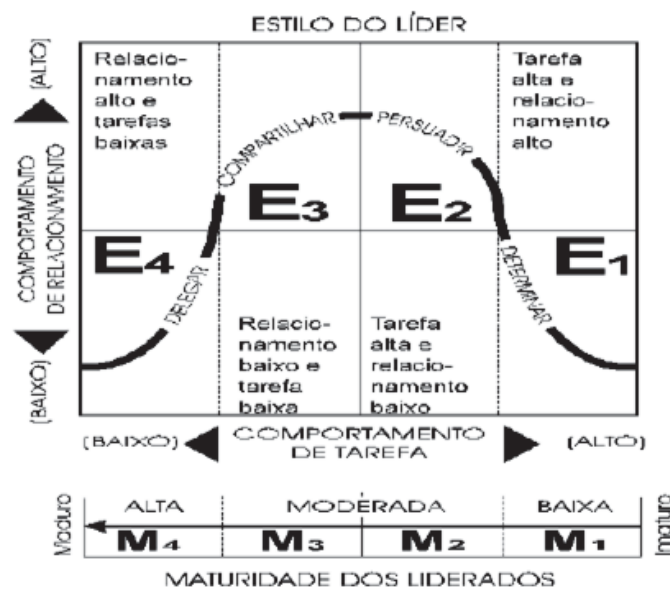 ESTILO DO LÍDER
(ALTO)
COMPORTAMENTO
DE RELACIONAMENTO
(BAIXO)
Relacio-
namento
alto e
tarefas
baixas
Tarefa
alta e
relacio-
namento
alto
COMPARTILHAR
PERSUADIR
E3
E2
E4
E1
DELEGAR
DETERMINAR
Relacio-
namento
baixo e
tarefa
baixa
Tarefa
alta e
relacio-
namento
baixo
(BAIXO)
COMPORTAMENTO
DE TAREFA
(ALTO)
Maduro
ALTA
MODERADA
BAIXA
Imaturo
M4
M3
M2
M1
MATURIDADE DOS LIDERADOS